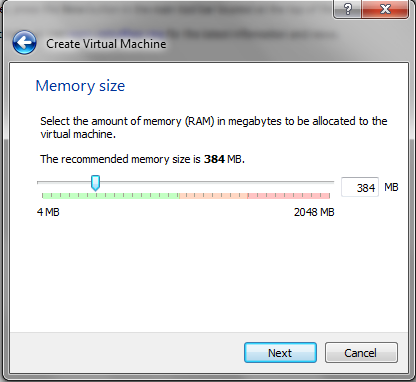 ?
Create Virtual Machine
Memory size
Select the amount of memory (RAM) in megabytes to be allocated to the
virtual machine.
The recommended memory size is 384 MB.
384 MB
4 MB 2048 MB
Next Cancel